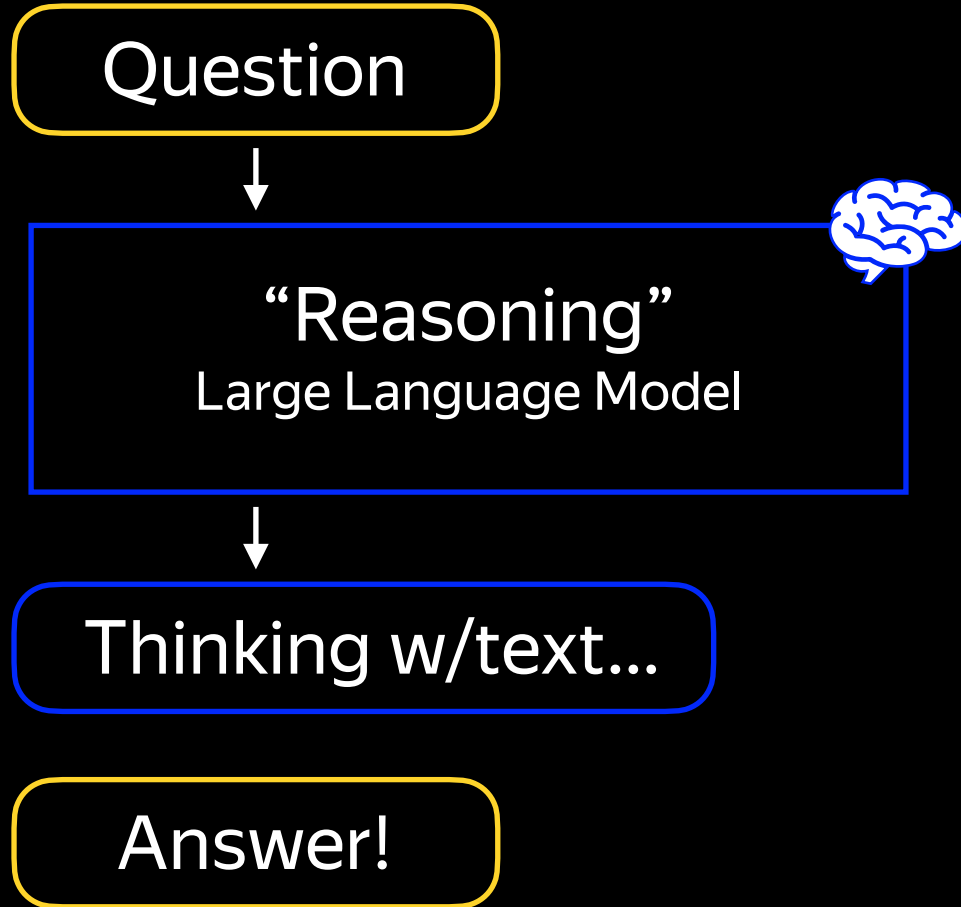 Question
“Reasoning”
Large Language Model
Thinking w/text...
Answer!